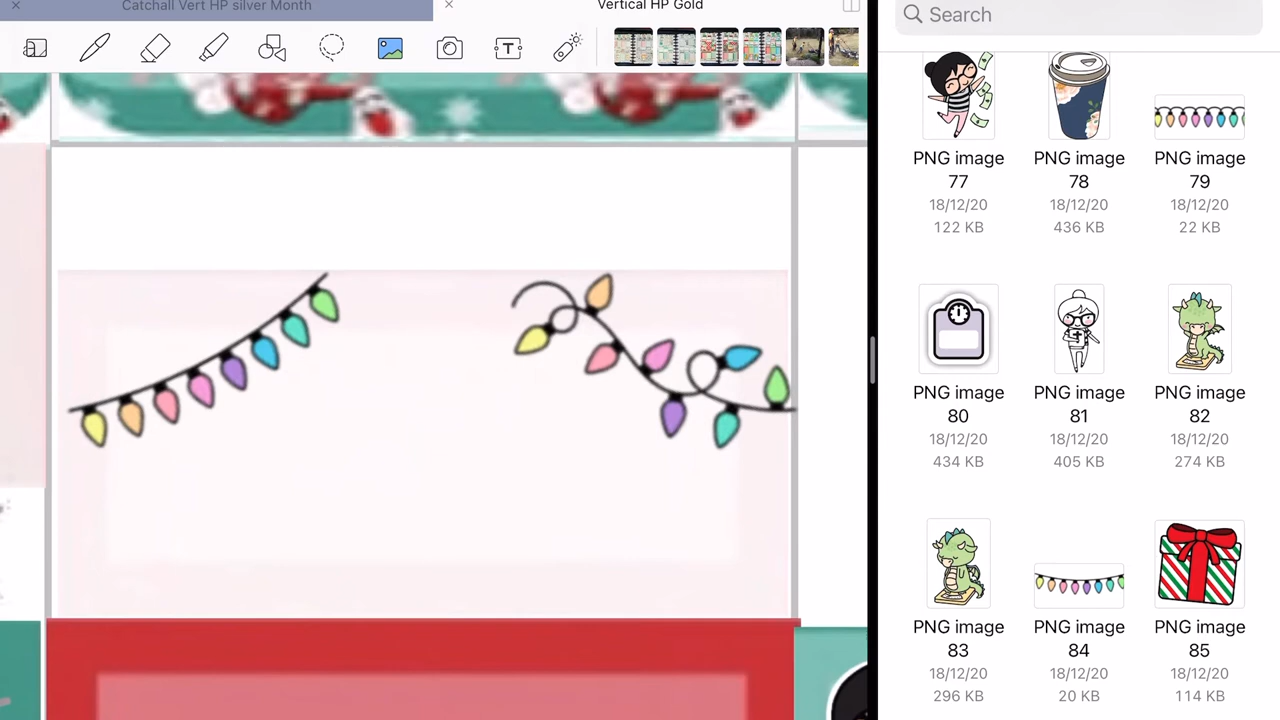 Catchall Vert HP silver Month
Vertical HP Gold
T
Search
PNG image
77
18/12/20
122 KB
PNG image
78
18/12/20
436 KB
PNG image
79
18/12/20
22 KB
PNG image
80
18/12/20
434 KB
PNG image
81
18/12/20
405 KB
PNG image
82
18/12/20
274 KB
PNG image
83
18/12/20
296 KB
PNG image
84
18/12/20
20 KB
PNG image
85
18/12/20
114 KB